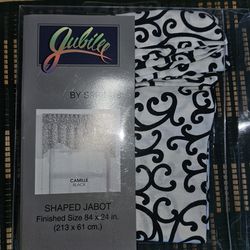 Jubilee
BY
CAMILLE
BLACK
SHAPED JABOT
Finished Size 84 x 24 in.
(213 x 61 cm.)